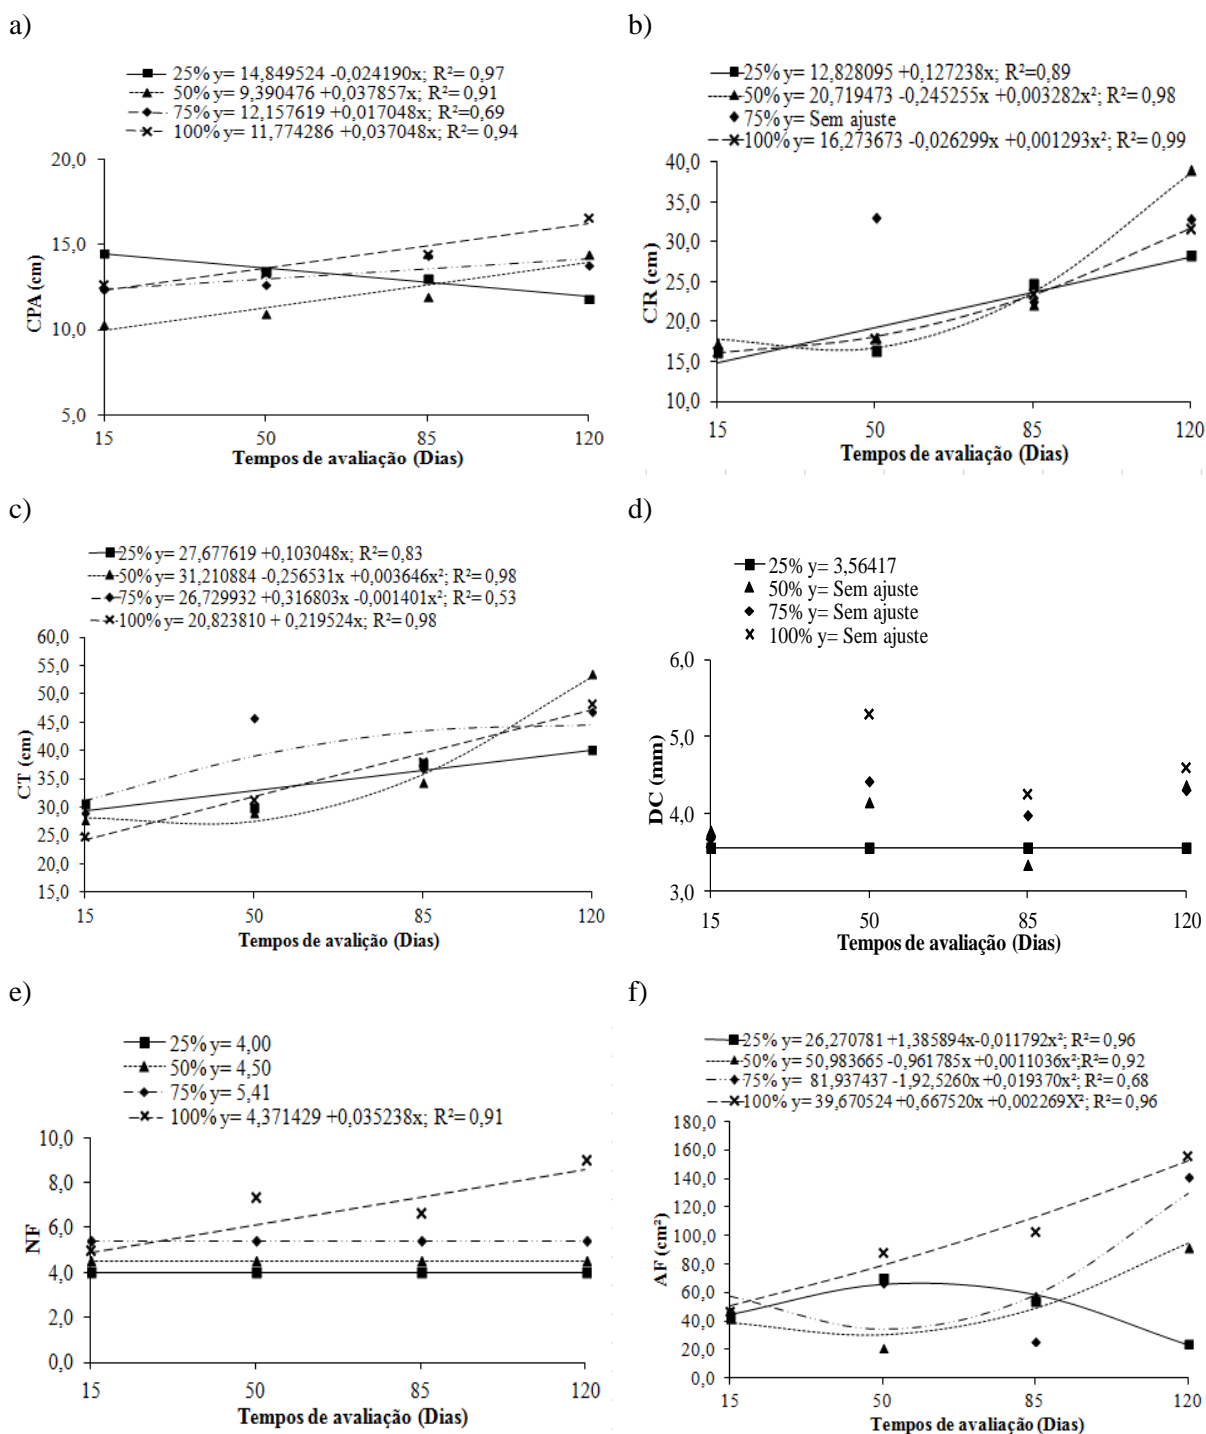 a)
25% y= 14,849524 -0,024190x; R²= 0,97
50% y= 9,390476 +0,037857x; R²= 0,91
75% y= 12,157619 +0,017048x; R²=0,69
100% y= 11,774286 +0,037048x; R²= 0,94
20,0
15,0
10,0
5,0
CPA (cm)
15 50 85 120
Tempos de avaliação (Dias)
b)
25% y= 12,828095 +0,127238x; R²=0,89
50% y= 20,719473 -0,245255x +0,003282x²; R²= 0,98
75% y= Sem ajuste
100% y= 16,273673 -0,026299x +0,001293x²; R²= 0,99
40,0
35,0
30,0
25,0
20,0
15,0
10,0
CR (cm)
15 50 85 120
Tempos de avaliação (Dias)
c)
25% y= 27,677619 +0,103048x; R²= 0,83
50% y= 31,210884 -0,256531x +0,003646x²; R²= 0,98
75% y= 26,729932 +0,316803x -0,001401x²; R²= 0,53
100% y= 20,823810 + 0,219524x; R²= 0,98
60,0
55,0
50,0
45,0
40,0
35,0
30,0
25,0
20,0
15,0
CT (cm)
15 50 85 120
Tempos de avalição (Dias)
d)
25% y= 3,56417
50% y= Sem ajuste
75% y= Sem ajuste
100% y= Sem ajuste
6,0
5,0
4,0
3,0
DC (mm)
15 50 85 120
Tempos de avaliação (Dias)
e)
25% y= 4,00
50% y= 4,50
75% y= 5,41
100% y= 4,371429 +0,035238x; R²= 0,91
10,0
8,0
6,0
4,0
2,0
0,0
NF
15 50 85 120
Tempos de avaliação (Dias)
f)
25% y= 26,270781 +1,385894x-0,011792x²; R²= 0,96
50% y= 50,983665 -0,961785x +0,0011036x²;R²= 0,92
75% y= 81,937437 -1,92,5260x +0,019370x²; R²= 0,68
100% y= 39,670524 +0,667520x +0,002269X²; R²= 0,96
180,0
160,0
140,0
120,0
100,0
80,0
60,0
40,0
20,0
0,0
AF (cm²)
15 50 85 120
Tempos de avaliação (Dias)